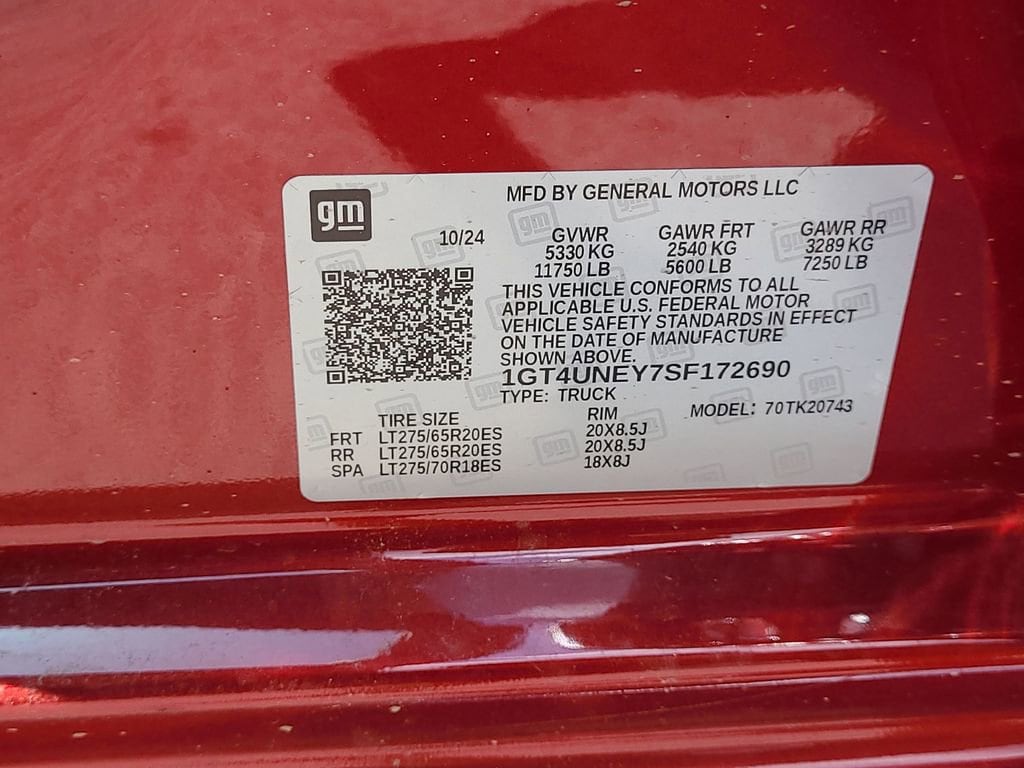 gm
MFD BY GENERAL MOTORS LLC
10/24
GVWR GAWR FRT GAWR RR
5330 KG 2540 KG 3289 KG
11750 LB 5600 LB 7250 LB
THIS VEHICLE CONFORMS TO ALL
APPLICABLE U.S. FEDERAL MOTOR
VEHICLE SAFETY STANDARDS IN EFFECT
ON THE DATE OF MANUFACTURE
SHOWN ABOVE.
1GT4UNEY7SF172690
TYPE: TRUCK
MODEL: 70TK20743
TIRE SIZE RIM
FRT LT275/65R20ES 20X8.5J
RR LT275/65R20ES 20X8.5J
SPA LT275/70R18ES 18X8J